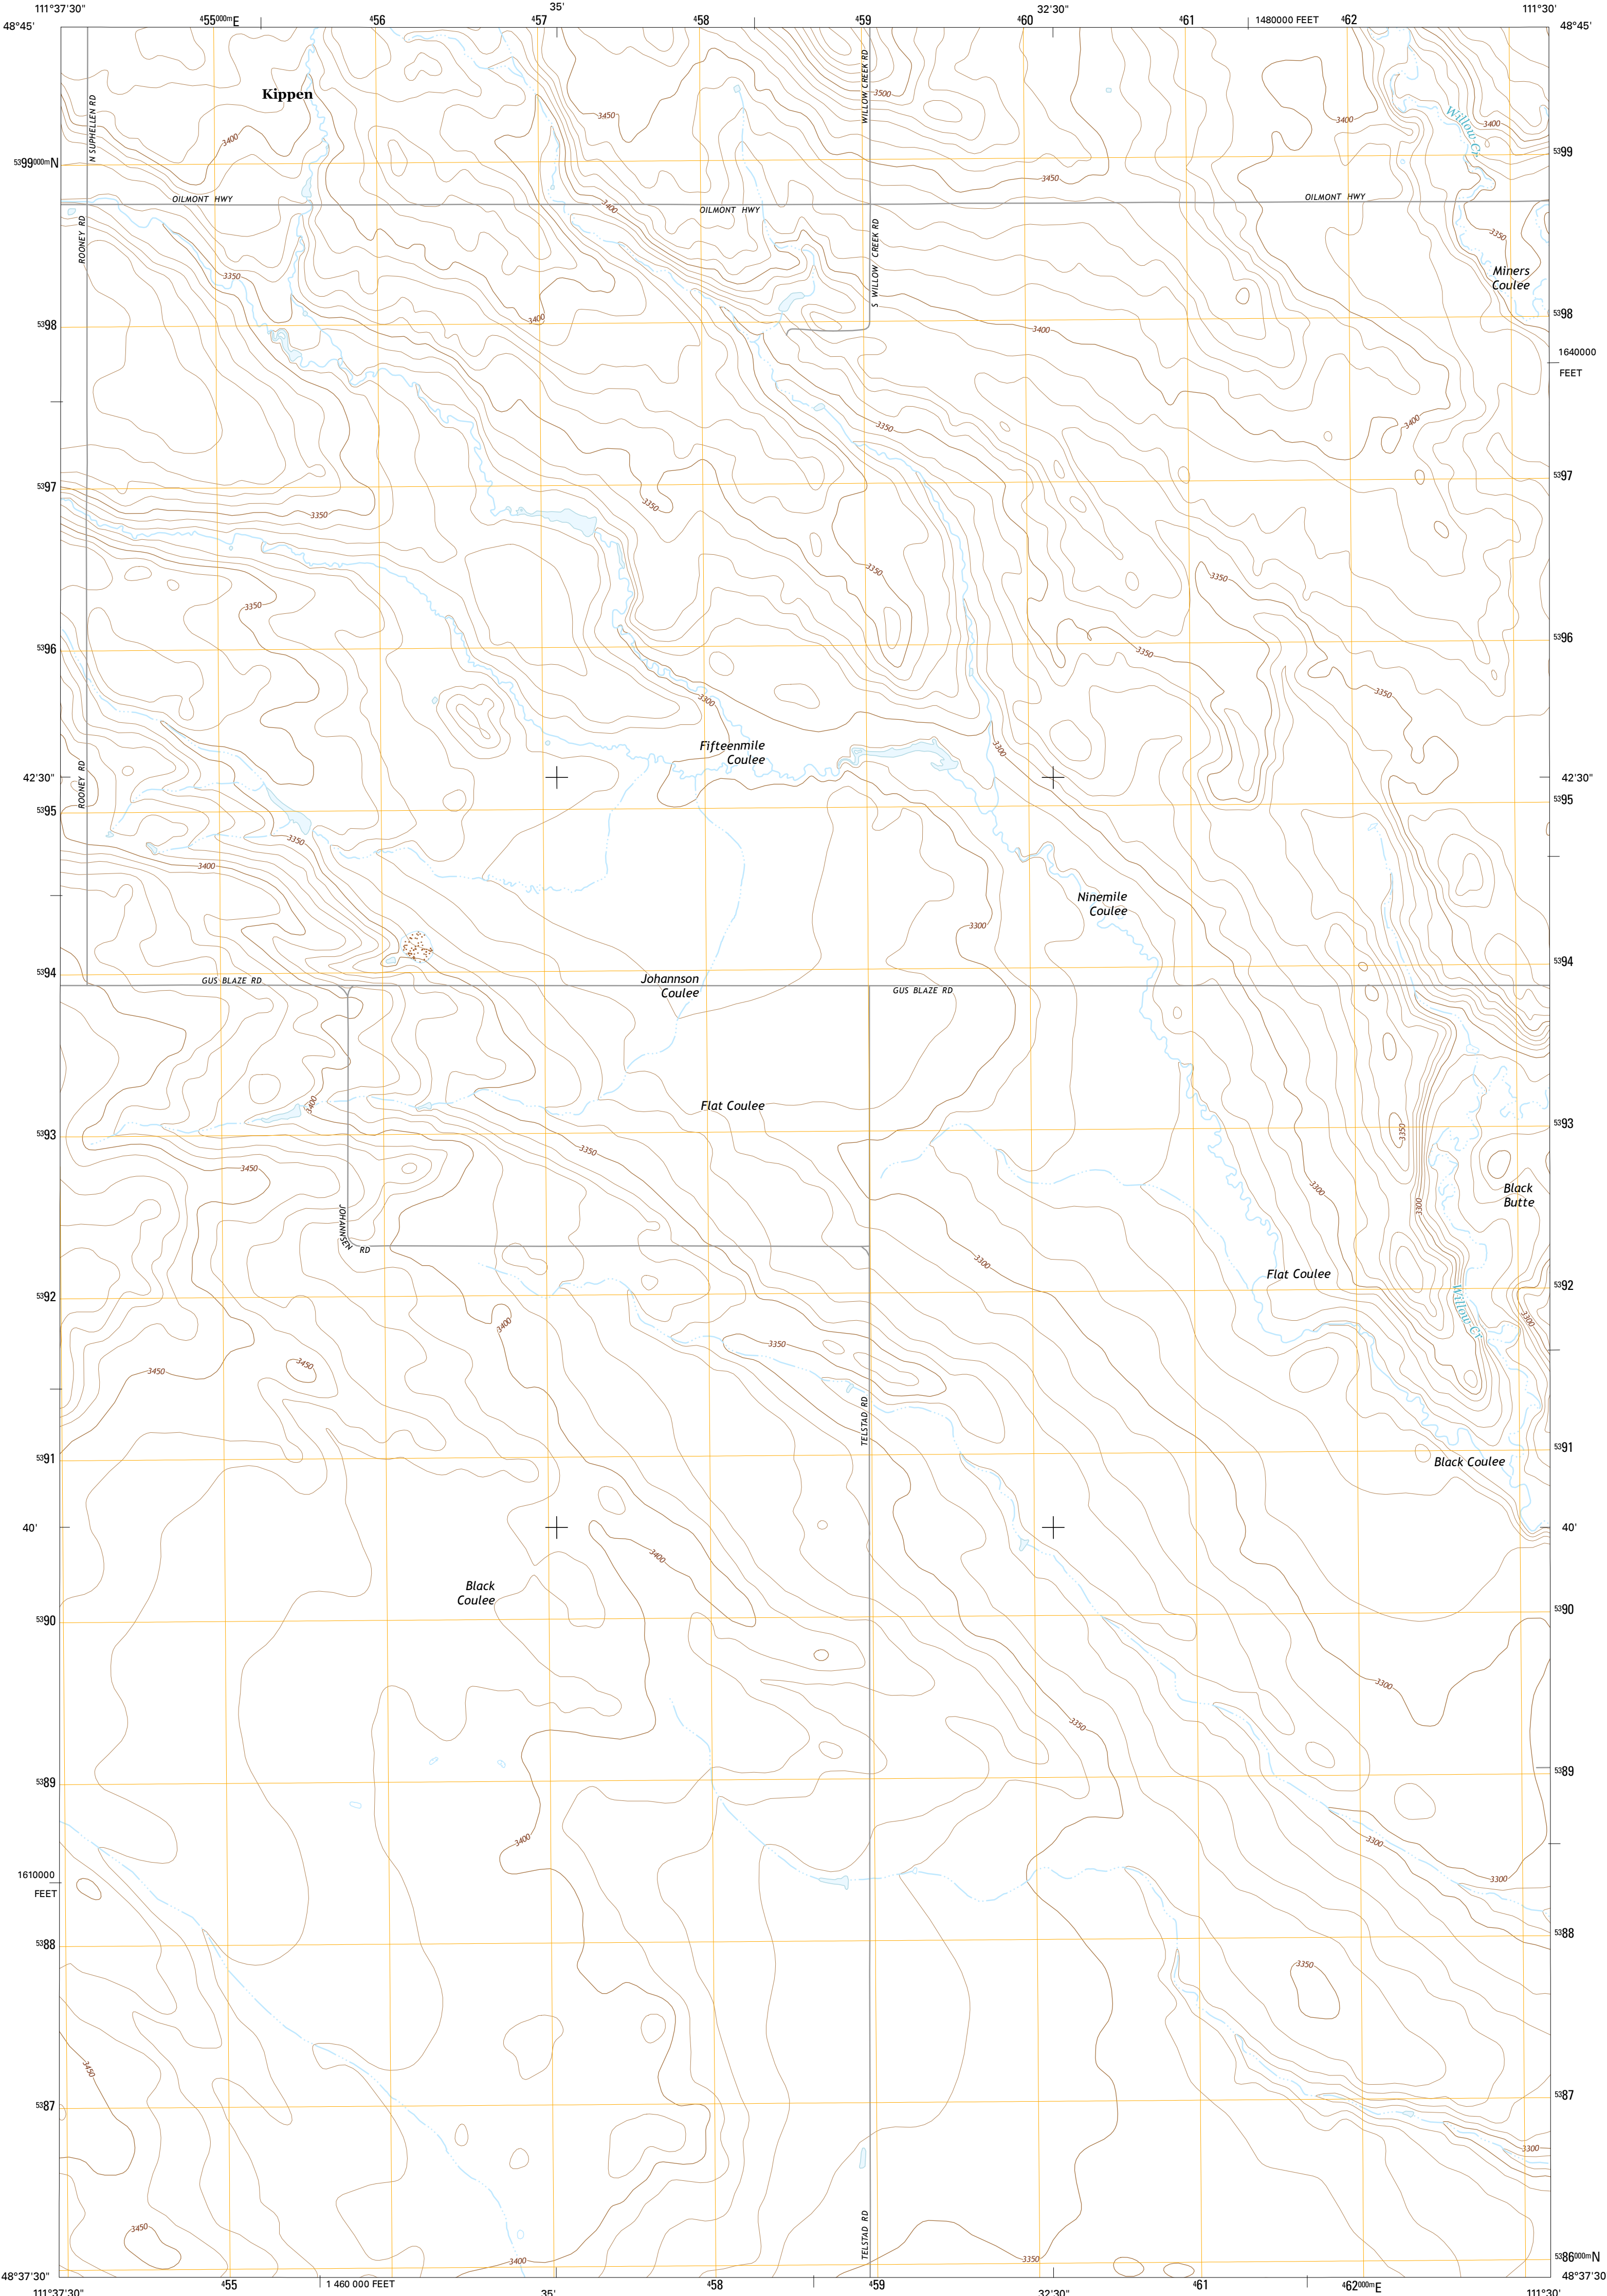 111°37'30"
⁴55⁰⁰⁰ᵐE
⁴56
35'
⁴57
⁴58
⁴59
⁴60
32'30"
⁴61
1480000 FEET
⁴62
111°30'
48°45'
48°45'
N SUPHELLEN RD
Kippen
WILLOW CREEK RD
3500
3450
3400
3400
Willow Cr
3400
⁵³99⁰⁰⁰ᵐN
⁵³99
3450
OILMONT HWY
OILMONT HWY
OILMONT HWY
3400
ROONEY RD
S WILLOW CREEK RD
3350
3350
Miners
Coulee
⁵³98
3400
3400
⁵³98
1640000
FEET
3350
3400
⁵³97
⁵³97
3350
3350
3350
3350
3350
⁵³96
⁵³96
3350
3350
3300
Fifteenmile
Coulee
3300
ROONEY RD
42'30"
42'30"
⁵³95
⁵³95
3350
3400
Ninemile
Coulee
3300
⁵³94
⁵³94
GUS BLAZE RD
Johannson
Coulee
GUS BLAZE RD
3400
Flat Coulee
⁵³93
⁵³93
3350
3350
3450
Black
Butte
3300
3300
JOHANNSEN RD
3300
Flat Coulee
⁵³92
⁵³92
Willow Cr
3300
3400
3350
3450
3450
TELSTAD RD
⁵³91
⁵³91
Black Coulee
40'
40'
3400
Black
Coulee
⁵³90
⁵³90
3300
3350
⁵³89
⁵³89
3400
3300
1610000
FEET
3300
⁵³88
⁵³88
3350
3450
⁵³87
⁵³87
3300
TELSTAD RD
3450
3400
3350
⁵³86⁰⁰⁰ᵐN
48°37'30"
48°37'30
111°37'30"
⁴55
1 460 000 FEET
35'
⁴58
⁴59
32'30"
⁴61
⁴62⁰⁰⁰ᵐE
111°30'